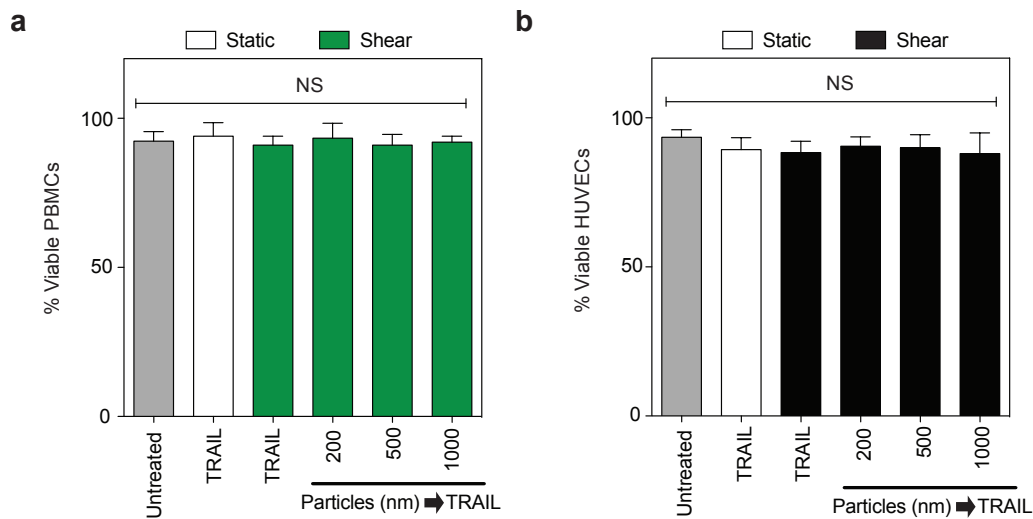 a
Static
Shear
NS
100
50
0
% Viable PBMCs
Untreated
TRAIL
TRAIL
200
500
1000
Particles (nm) ➡ TRAIL
b
Static
Shear
NS
100
50
0
% Viable HUVECs
Untreated
TRAIL
TRAIL
200
500
1000
Particles (nm) ➡ TRAIL